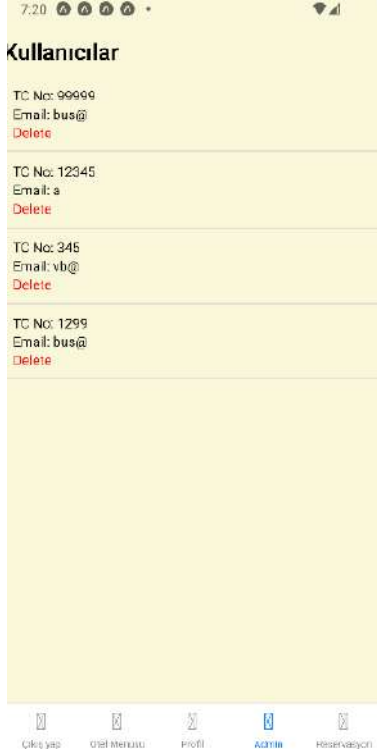 7:20
Kullanıcılar
TC No: 99999
Email: bus@
Delete
TC No: 12345
Email: a
Delete
TC No: 345
Email: vb@
Delete
TC No: 1299
Email: bus@
Delete
Çıkış yap Otel Menüsü Profil Admin Reservasyon